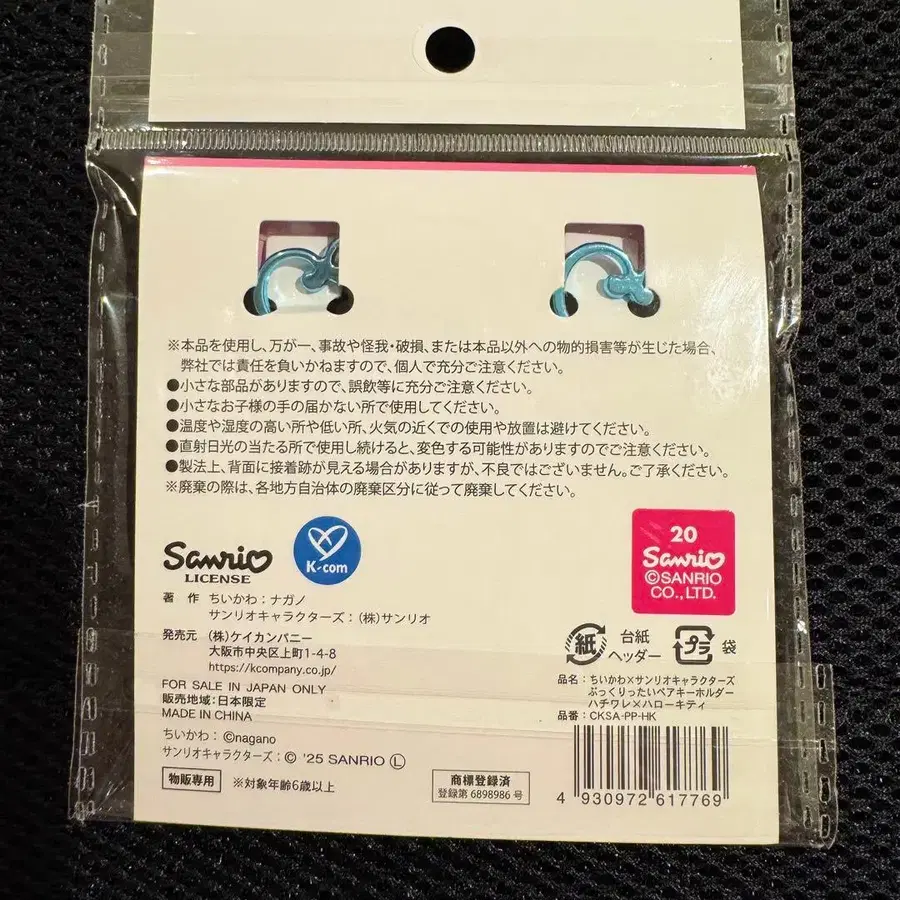 ※本品を使用し、万が一、事故や怪我・破損、または本品以外への物的損害等が生じた場合、
弊社では責任を負いかねますので、個人で充分ご注意ください。
●小さな部品がありますので、誤飲等に充分ご注意ください。
●小さなお子様の手の届かない所で使用してください。
●温度や湿度の高い所や低い所、火気の近くでの使用や放置は避けてください。
●直射日光の当たる所で使用し続けると、変色する可能性がありますのでご注意ください。
●製法上、背面に接着跡が見える場合がありますが、不良ではございません。ご了承ください。
※廃棄の際は、各地方自治体の廃棄区分に従って廃棄してください。
Sanrio
LICENSE
K-com
20
Sanrio
©SANRIO
CO., LTD.
著 作 ちいかわ:ナガノ
サンリオキャラクターズ:(株)サンリオ
発売元 (株)ケイカンパニー
大阪市中央区上町1-4-8
https://kcompany.co.jp/
FOR SALE IN JAPAN ONLY
販売地域:日本限定
MADE IN CHINA
ちいかわ:©nagano
サンリオキャラクターズ:© '25 SANRIO Ⓛ
物販専用 ※対象年齢6歳以上
商標登録済
登録第 6898986 号
紙 台紙
ヘッダー
プラ 袋
品名:ちいかわ×サンリオキャラクターズ
ぷっくりったいペアキーホルダー
ハチワレ×ハローキティ
品番:CKSA-PP-HK
4 930972 617769